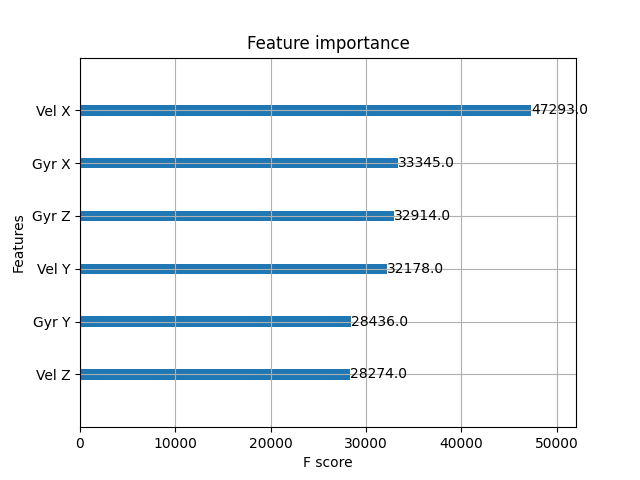 Feature importance
Features
Vel X 47293.0
Gyr X 33345.0
Gyr Z 32914.0
Vel Y 32178.0
Gyr Y 28436.0
Vel Z 28274.0
0 10000 20000 30000 40000 50000
F score